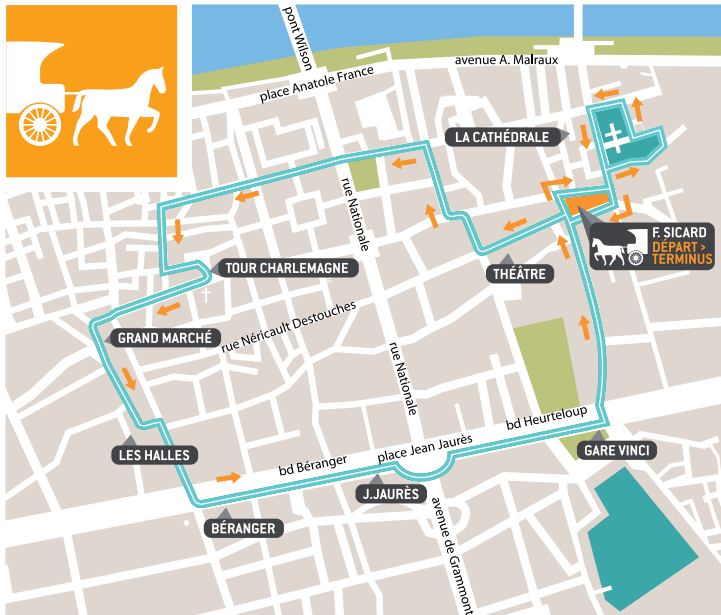 pont Wilson
avenue A. Malraux
place Anatole France
LA CATHÉDRALE
rue Nationale
F. SICARD
DÉPART >
TERMINUS
TOUR CHARLEMAGNE
THÉÂTRE
GRAND MARCHÉ
rue Néricault Destouches
rue Nationale
bd Heurteloup
place Jean Jaurès
GARE VINCI
LES HALLES
bd Béranger
J.JAURÈS
BÉRANGER
avenue de Grammont